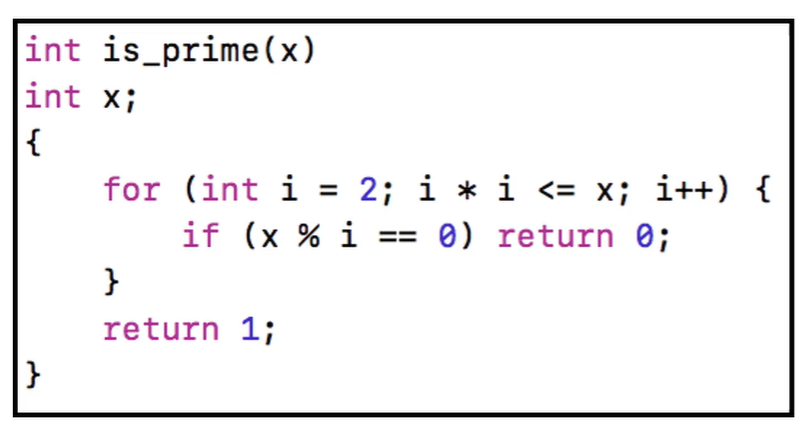 int is_prime(x)
int x;
{
    for (int i = 2; i * i <= x; i++) {
        if (x % i == 0) return 0;
    }
    return 1;
}